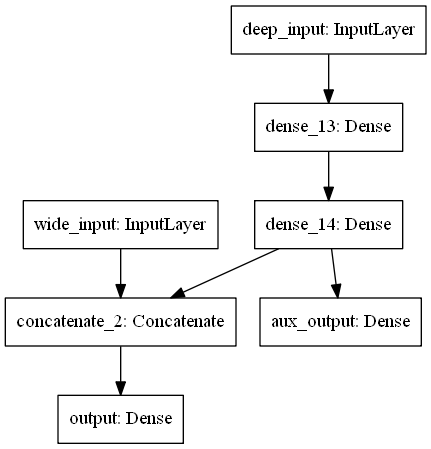 deep_input: InputLayer
dense_13: Dense
wide_input: InputLayer
dense_14: Dense
concatenate_2: Concatenate
aux_output: Dense
output: Dense